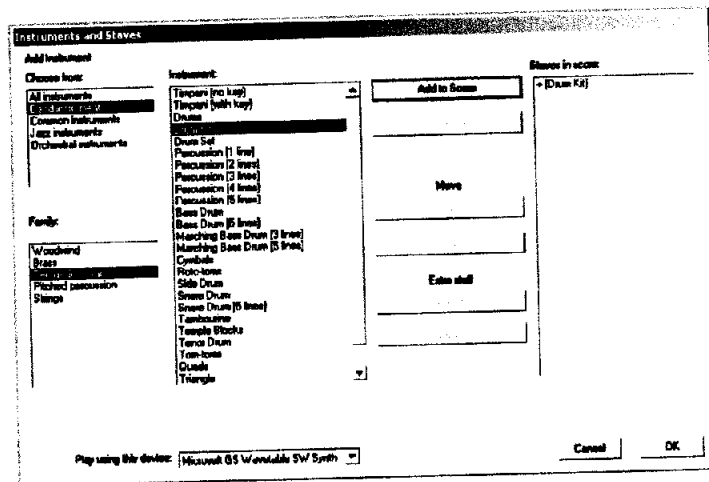 Instruments and Staves
Add Instrument
Choose from:
All instruments
Common Instruments
Jazz instruments
Orchestral instruments
Family:
Woodwind
Brass
Pitched percussion
Strings
Instrument:
Timpani [no key]
Timpani [with key]
Drums
Drum Set
Percussion [1 line]
Percussion [2 lines]
Percussion [3 lines]
Percussion [4 lines]
Percussion [5 lines]
Bass Drum
Bass Drum [5 lines]
Marching Bass Drum [3 lines]
Marching Bass Drum [5 lines]
Cymbals
Roto-toms
Side Drum
Snare Drum
Snare Drum [5 lines]
Tambourine
Temple Blocks
Tenor Drum
Tom-toms
Quads
Triangle
Add to Score
Move
Extra staff
Staves in score:
+ [Drum Kit]
Play using this device:
Microsoft GS Wavetable SW Synth
Cancel
OK